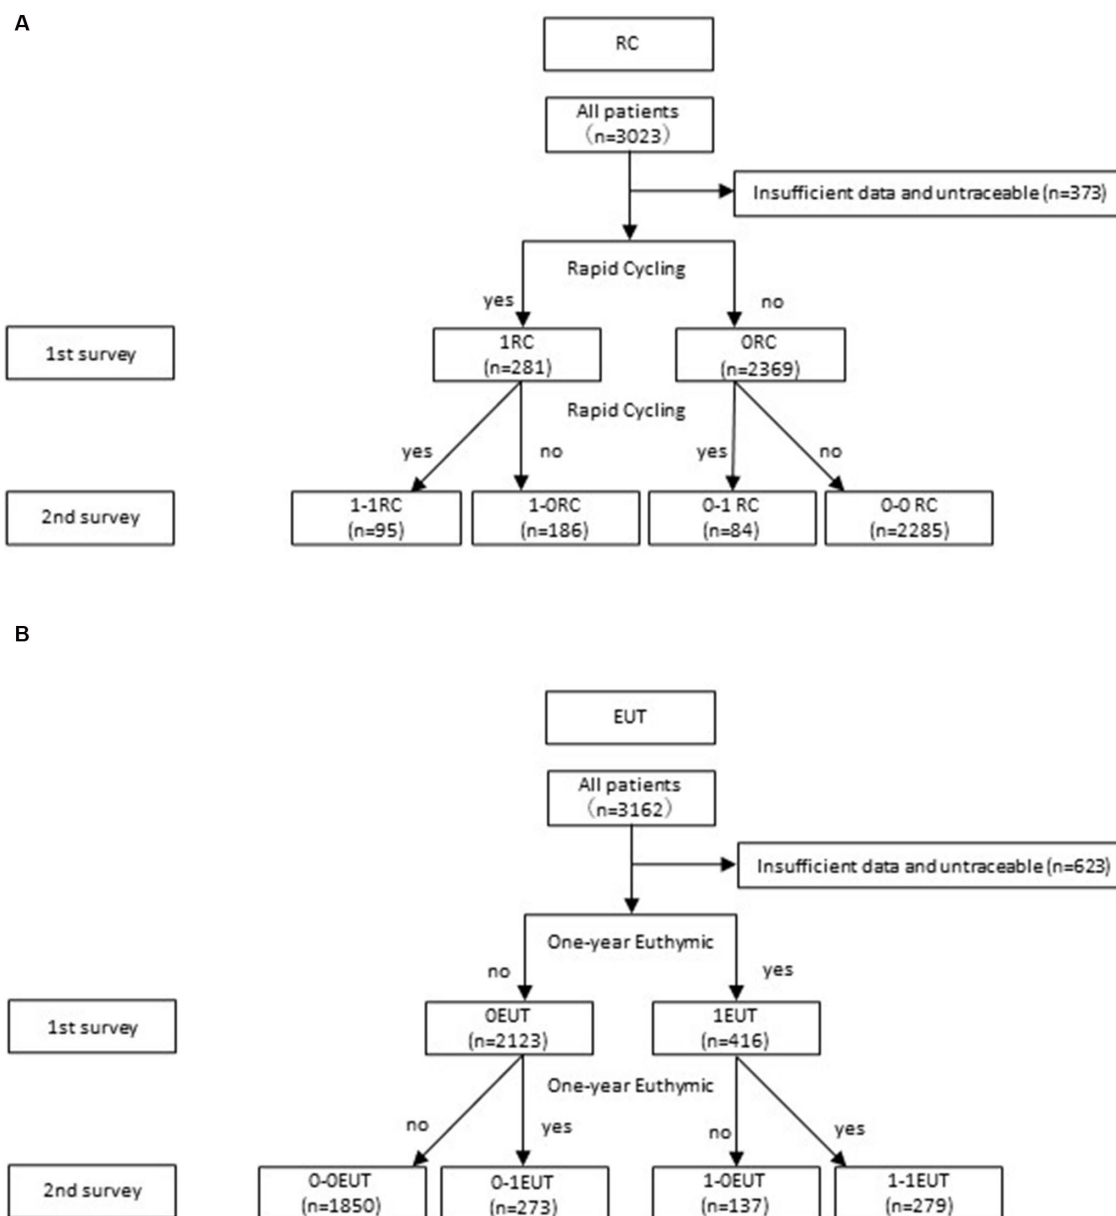 A
RC
All patients
（n=3023）
Insufficient data and untraceable (n=373)
Rapid Cycling
yes
no
1st survey
1RC
(n=281)
0RC
(n=2369)
Rapid Cycling
yes
no
yes
no
2nd survey
1-1RC
(n=95)
1-0RC
(n=186)
0-1 RC
(n=84)
0-0 RC
(n=2285)
B
EUT
All patients
（n=3162）
Insufficient data and untraceable (n=623)
One-year Euthymic
no
yes
1st survey
0EUT
(n=2123)
1EUT
(n=416)
One-year Euthymic
no
yes
no
yes
2nd survey
0-0EUT
(n=1850)
0-1EUT
(n=273)
1-0EUT
(n=137)
1-1EUT
(n=279)